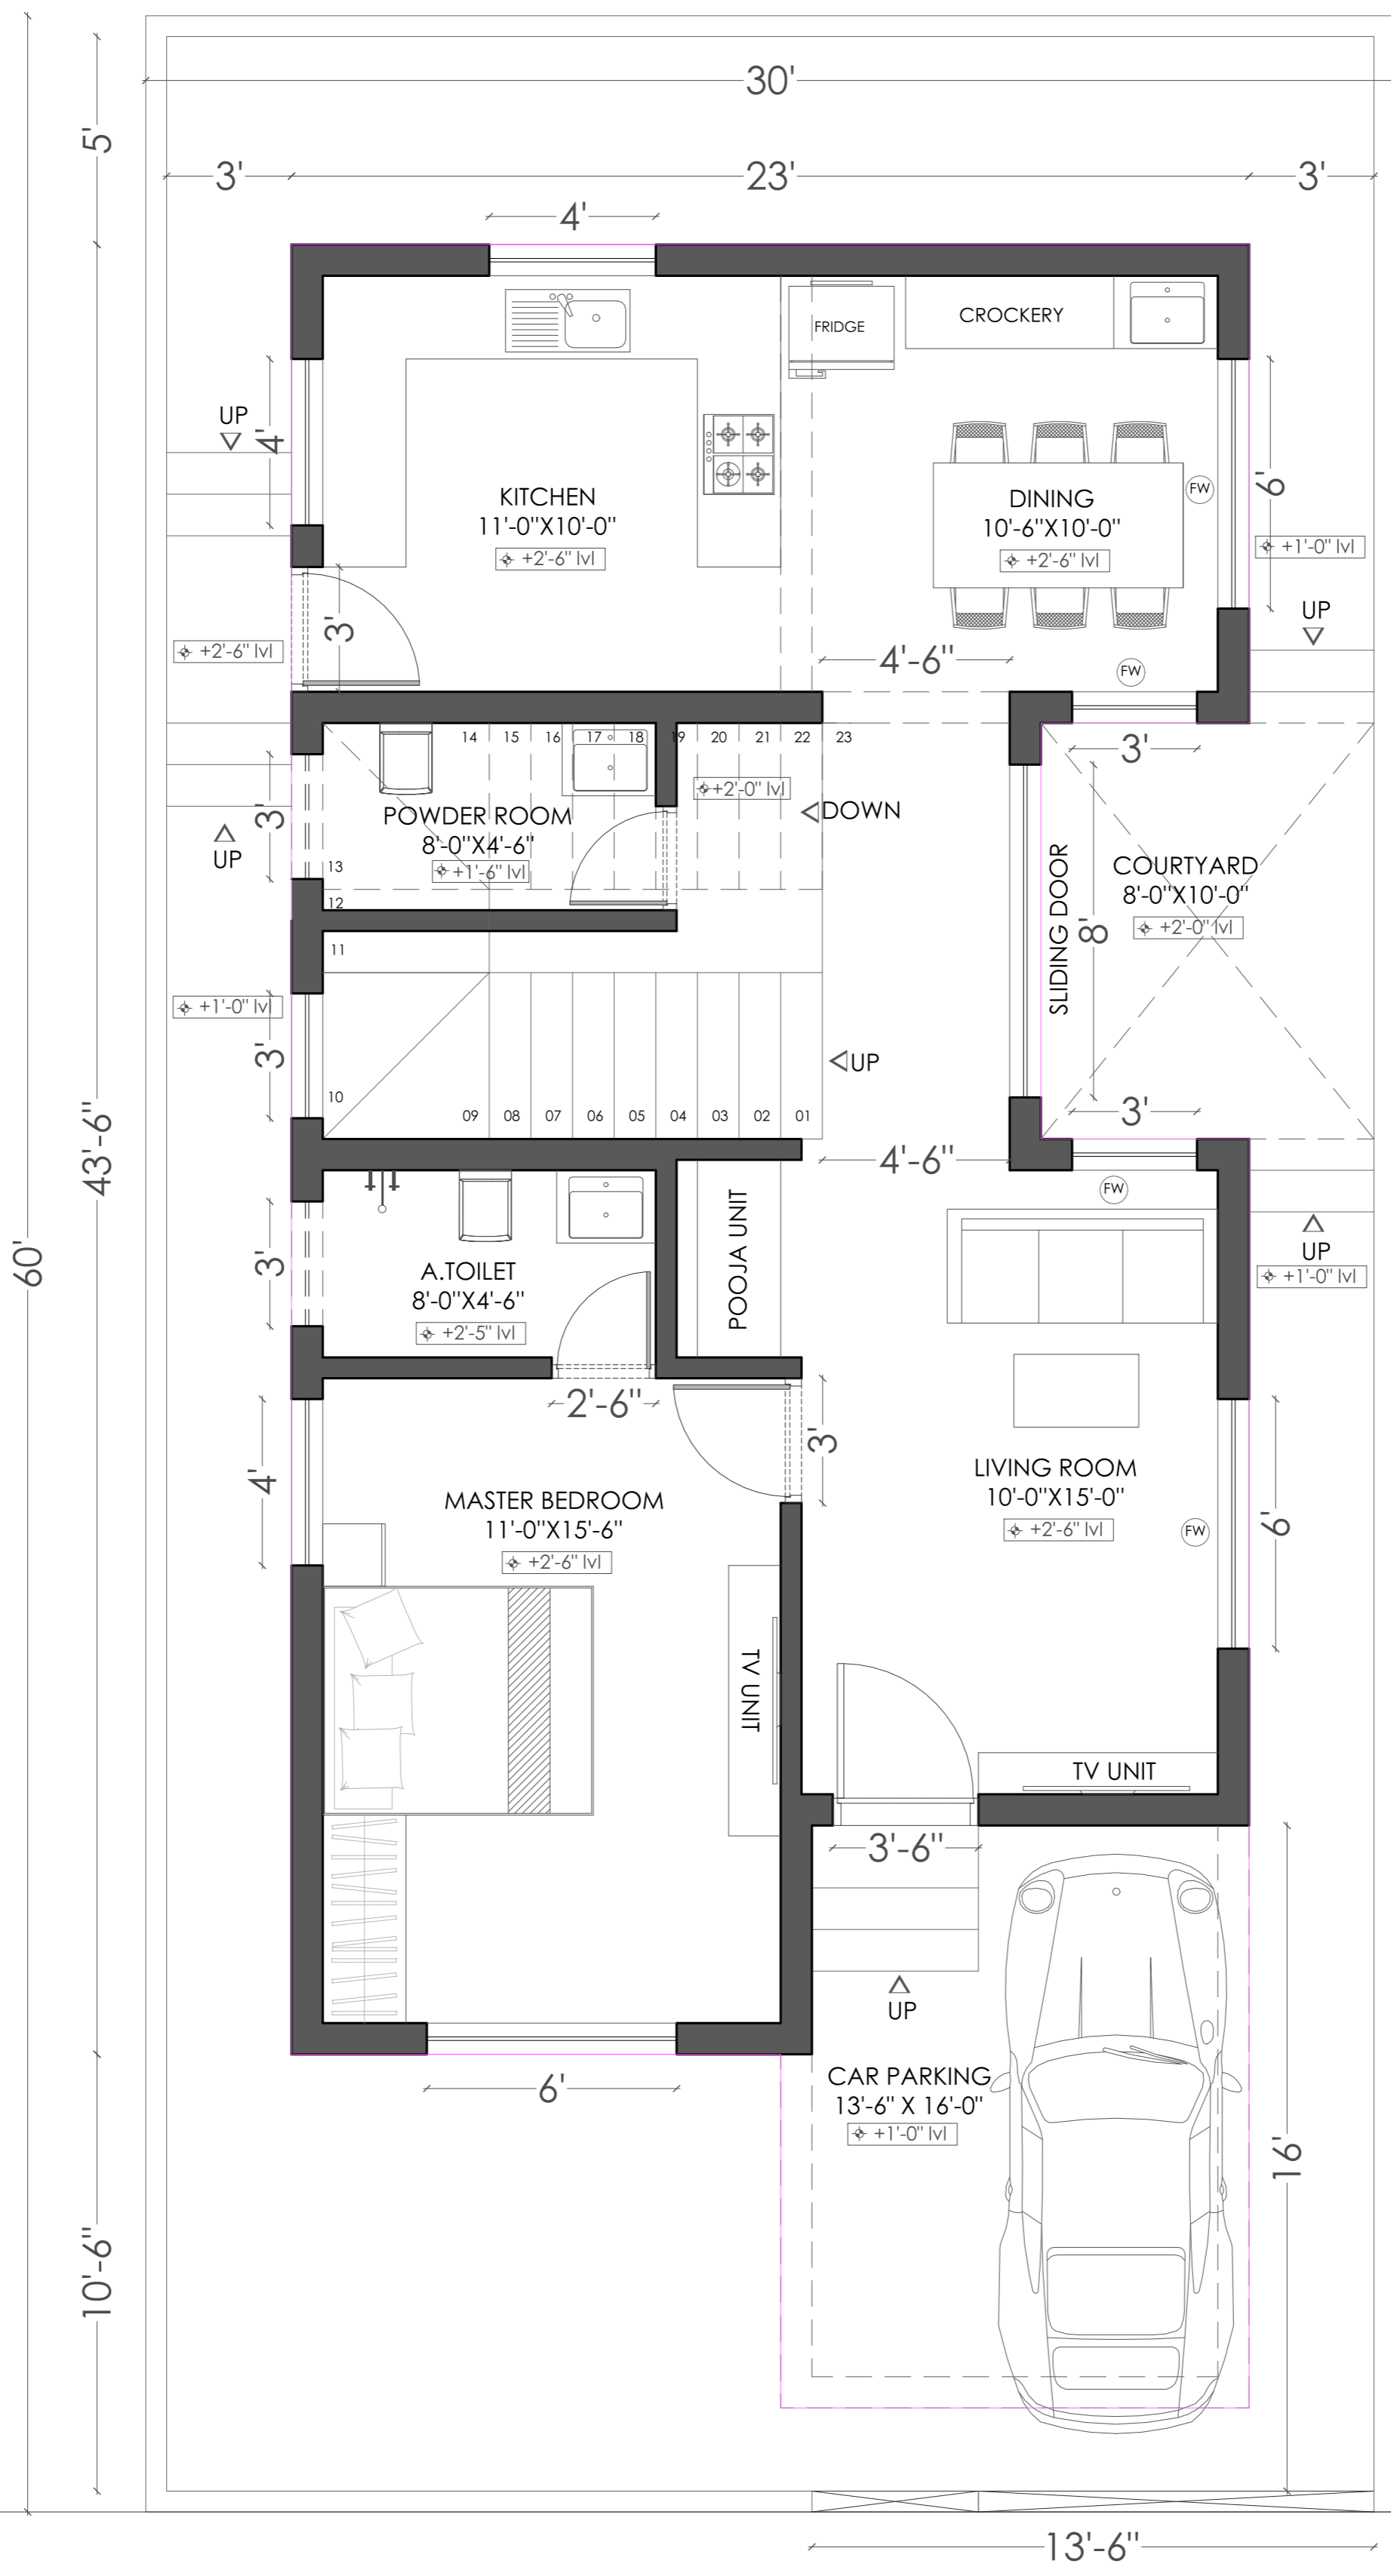 30'
5'
3'
23'
3'
4'
FRIDGE
CROCKERY
UP
4'
KITCHEN
11'-0"X10'-0"
+2'-6" lvl
DINING
10'-6"X10'-0"
+2'-6" lvl
FW
6'
+1'-0" lvl
UP
3'
+2'-6" lvl
4'-6"
FW
14 15 16 17 18 19 20 21 22 23
3'
+2'-0" lvl
DOWN
3'
UP
POWDER ROOM
8'-0"X4'-6"
+1'-6" lvl
13
12
SLIDING DOOR
8'
COURTYARD
8'-0"X10'-0"
+2'-0" lvl
11
+1'-0" lvl
3'
UP
10
09 08 07 06 05 04 03 02 01
3'
43'-6"
4'-6"
60'
3'
A.TOILET
8'-0"X4'-6"
+2'-5" lvl
POOJA UNIT
FW
UP
+1'-0" lvl
2'-6"
3'
4'
MASTER BEDROOM
11'-0"X15'-6"
+2'-6" lvl
LIVING ROOM
10'-0"X15'-0"
+2'-6" lvl
FW
6'
TV UNIT
TV UNIT
3'-6"
UP
6'
CAR PARKING
13'-6" X 16'-0"
+1'-0" lvl
16'
10'-6"
13'-6"